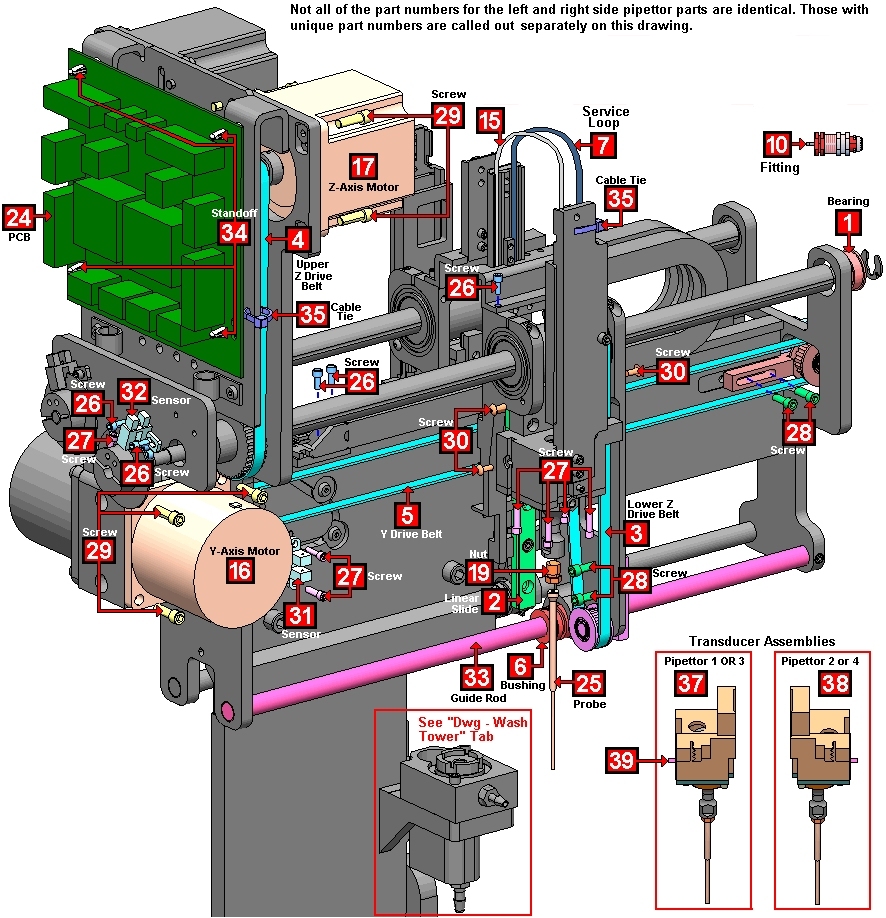 Not all of the part numbers for the left and right side pipettor parts are identical. Those with
unique part numbers are called out separately on this drawing.
Screw
29
15
Service
Loop
7
10
Fitting
17
Z-Axis Motor
Cable Tie
35
Bearing
1
24
PCB
Standoff
34
4
Upper
Z Drive
Belt
Screw
26
35
Cable
Tie
Screw
26
Screw
30
Screw
26
32
Sensor
27
Screw
26
Screw
Screw
30
28
Screw
Screw
27
5
Y Drive Belt
Lower Z
Drive Belt
3
Screw
29
Y-Axis Motor
16
27
Screw
31
Sensor
Nut
19
28
Screw
2
Linear
Slide
33
Guide Rod
6
Bushing
25
Probe
Transducer Assemblies
Pipettor 1 OR 3
37
Pipettor 2 or 4
38
39
See "Dwg - Wash
Tower" Tab